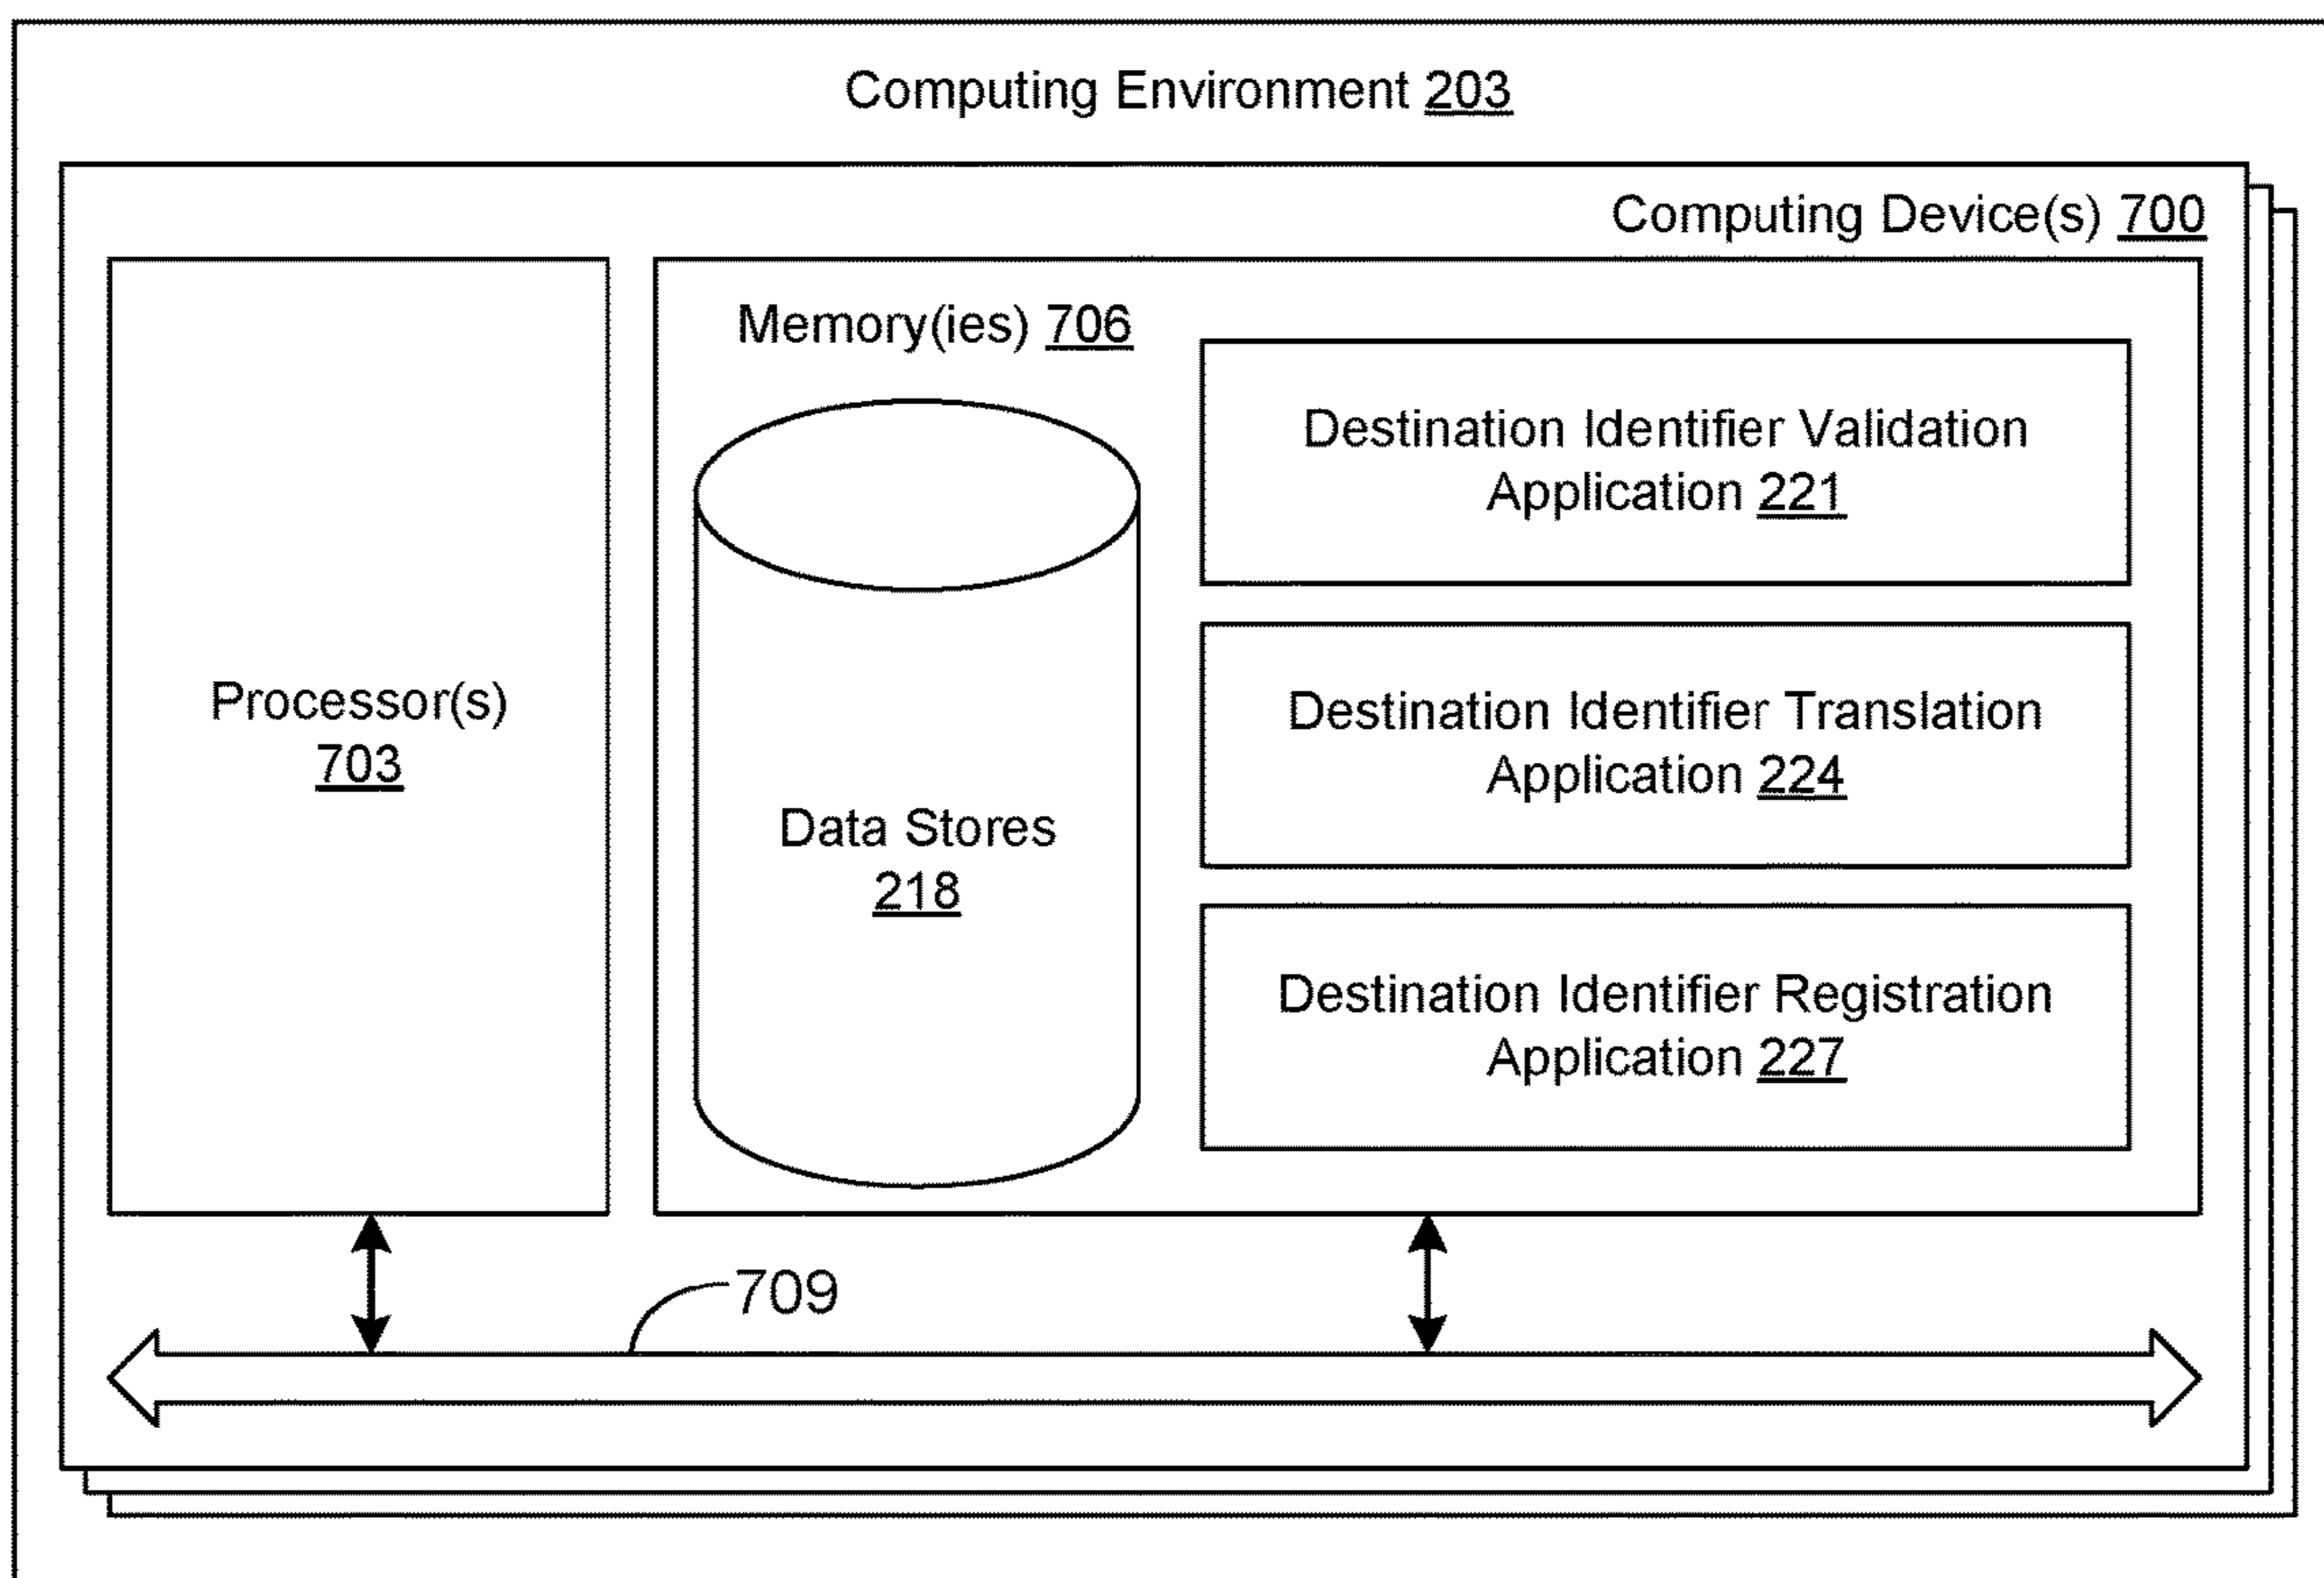 Computing Environment 203
Computing Device(s) 700
Processor(s)
703
Memory(ies) 706
Data Stores
218
Destination Identifier Validation
Application 221
Destination Identifier Translation
Application 224
Destination Identifier Registration
Application 227
709